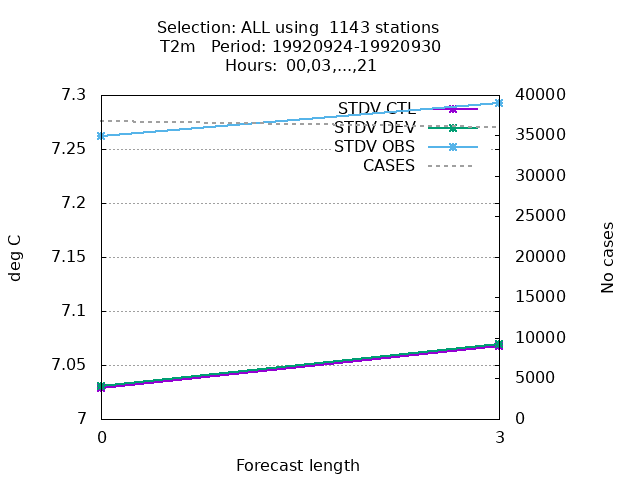 Selection: ALL using  1143 stations
T2m   Period: 19920924-19920930
Hours:  00,03,...,21
7.3
7.25
7.2
7.15
7.1
7.05
7
40000
35000
30000
25000
20000
15000
10000
5000
0
STDV CTL
STDV DEV
STDV OBS
CASES
deg C
No cases
0
3
Forecast length